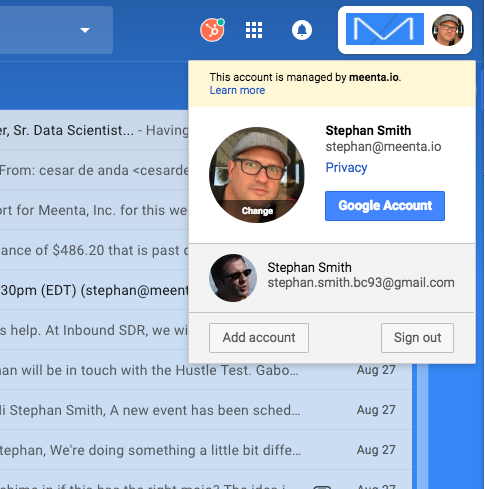 This account is managed by meenta.io.
Learn more
Stephan Smith
stephan@meenta.io
Privacy
Change
Google Account
Stephan Smith
stephan.smith.bc93@gmail.com
Add account
Sign out
er, Sr. Data Scientist... - Having
From: cesar de anda <cesarde
ort for Meenta, Inc. for this we
ance of $486.20 that is past
:30pm (EDT) (stephan@meent
s help. At Inbound SDR, we wi
an will be in touch with the Hustle Test. Gabo... Aug 27
Hi Stephan Smith, A new event has been sched... Aug 27
tephan, We're doing something a little bit diffe... Aug 27